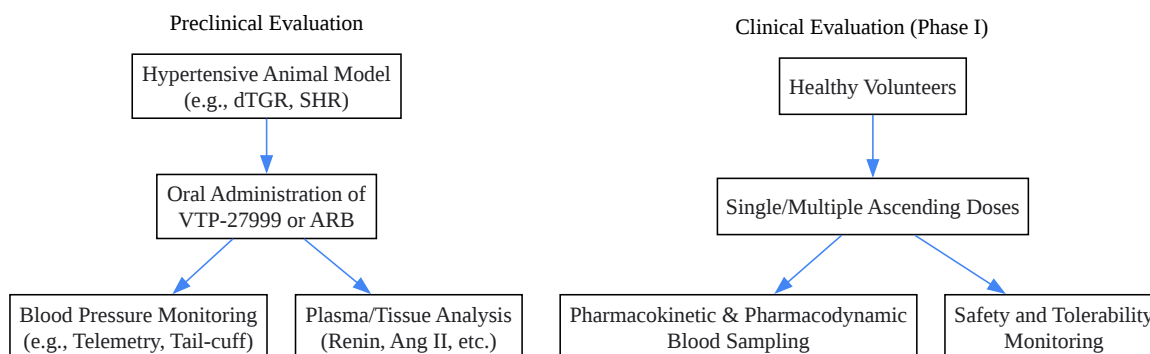 Preclinical Evaluation
Hypertensive Animal Model
(e.g., dTGR, SHR)
Oral Administration of
VTP-27999 or ARB
Blood Pressure Monitoring
(e.g., Telemetry, Tail-cuff)
Plasma/Tissue Analysis
(Renin, Ang II, etc.)
Clinical Evaluation (Phase I)
Healthy Volunteers
Single/Multiple Ascending Doses
Pharmacokinetic & Pharmacodynamic
Blood Sampling
Safety and Tolerability
Monitoring